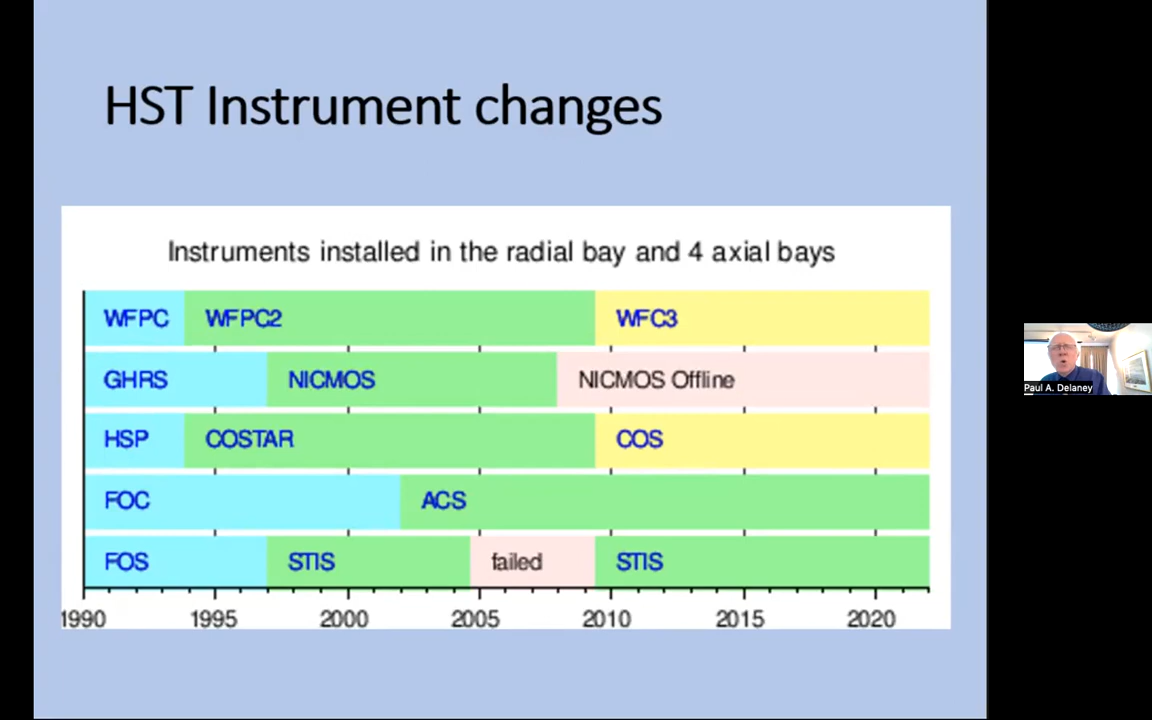 HST Instrument changes
Instruments installed in the radial bay and 4 axial bays
WFPC WFPC2 WFC3
GHRS NICMOS NICMOS Offline
HSP COSTAR COS
FOC ACS
FOS STIS failed STIS
1990 1995 2000 2005 2010 2015 2020
Paul A. Delaney